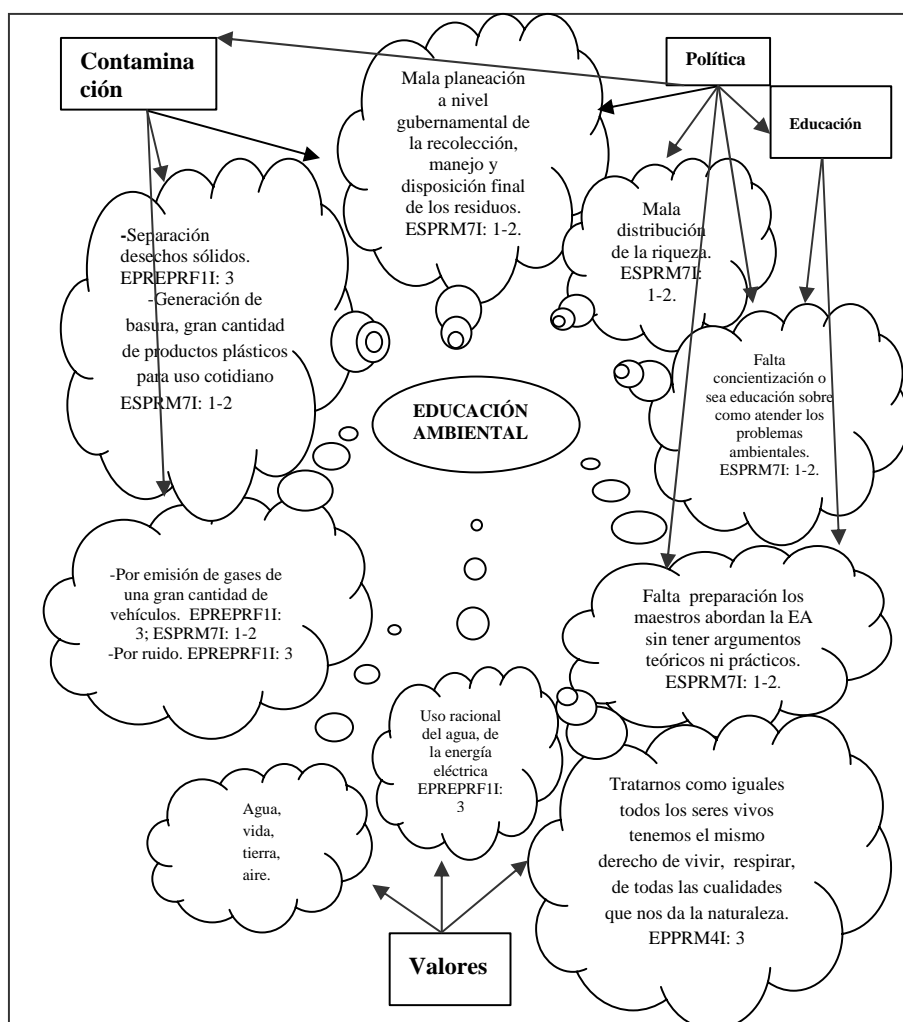 Contamina
ción
Política
Educación
Mala planeación
a nivel
gubernamental de
la recolección,
manejo y
disposición final
de los residuos.
ESPRM7I: 1-2.
-Separación
desechos sólidos.
EPREPRF1I: 3
-Generación de
basura, gran cantidad
de productos plásticos
para uso cotidiano
ESPRM7I: 1-2
Mala
distribución
de la riqueza.
ESPRM7I:
1-2.
Falta
concientización o
sea educación sobre
como atender los
problemas
ambientales.
ESPRM7I: 1-2.
EDUCACIÓN
AMBIENTAL
-Por emisión de gases de
una gran cantidad de
vehículos. EPREPRF1I:
3; ESPRM7I: 1-2
-Por ruido. EPREPRF1I: 3
Falta preparación los
maestros abordan la EA
sin tener argumentos
teóricos ni prácticos.
ESPRM7I: 1-2.
Uso racional
del agua, de
la energía
eléctrica
EPREPRF1I:
3
Agua,
vida,
tierra,
aire.
Tratarnos como iguales
todos los seres vivos
tenemos el mismo
derecho de vivir, respirar,
de todas las cualidades
que nos da la naturaleza.
EPPRM4I: 3
Valores